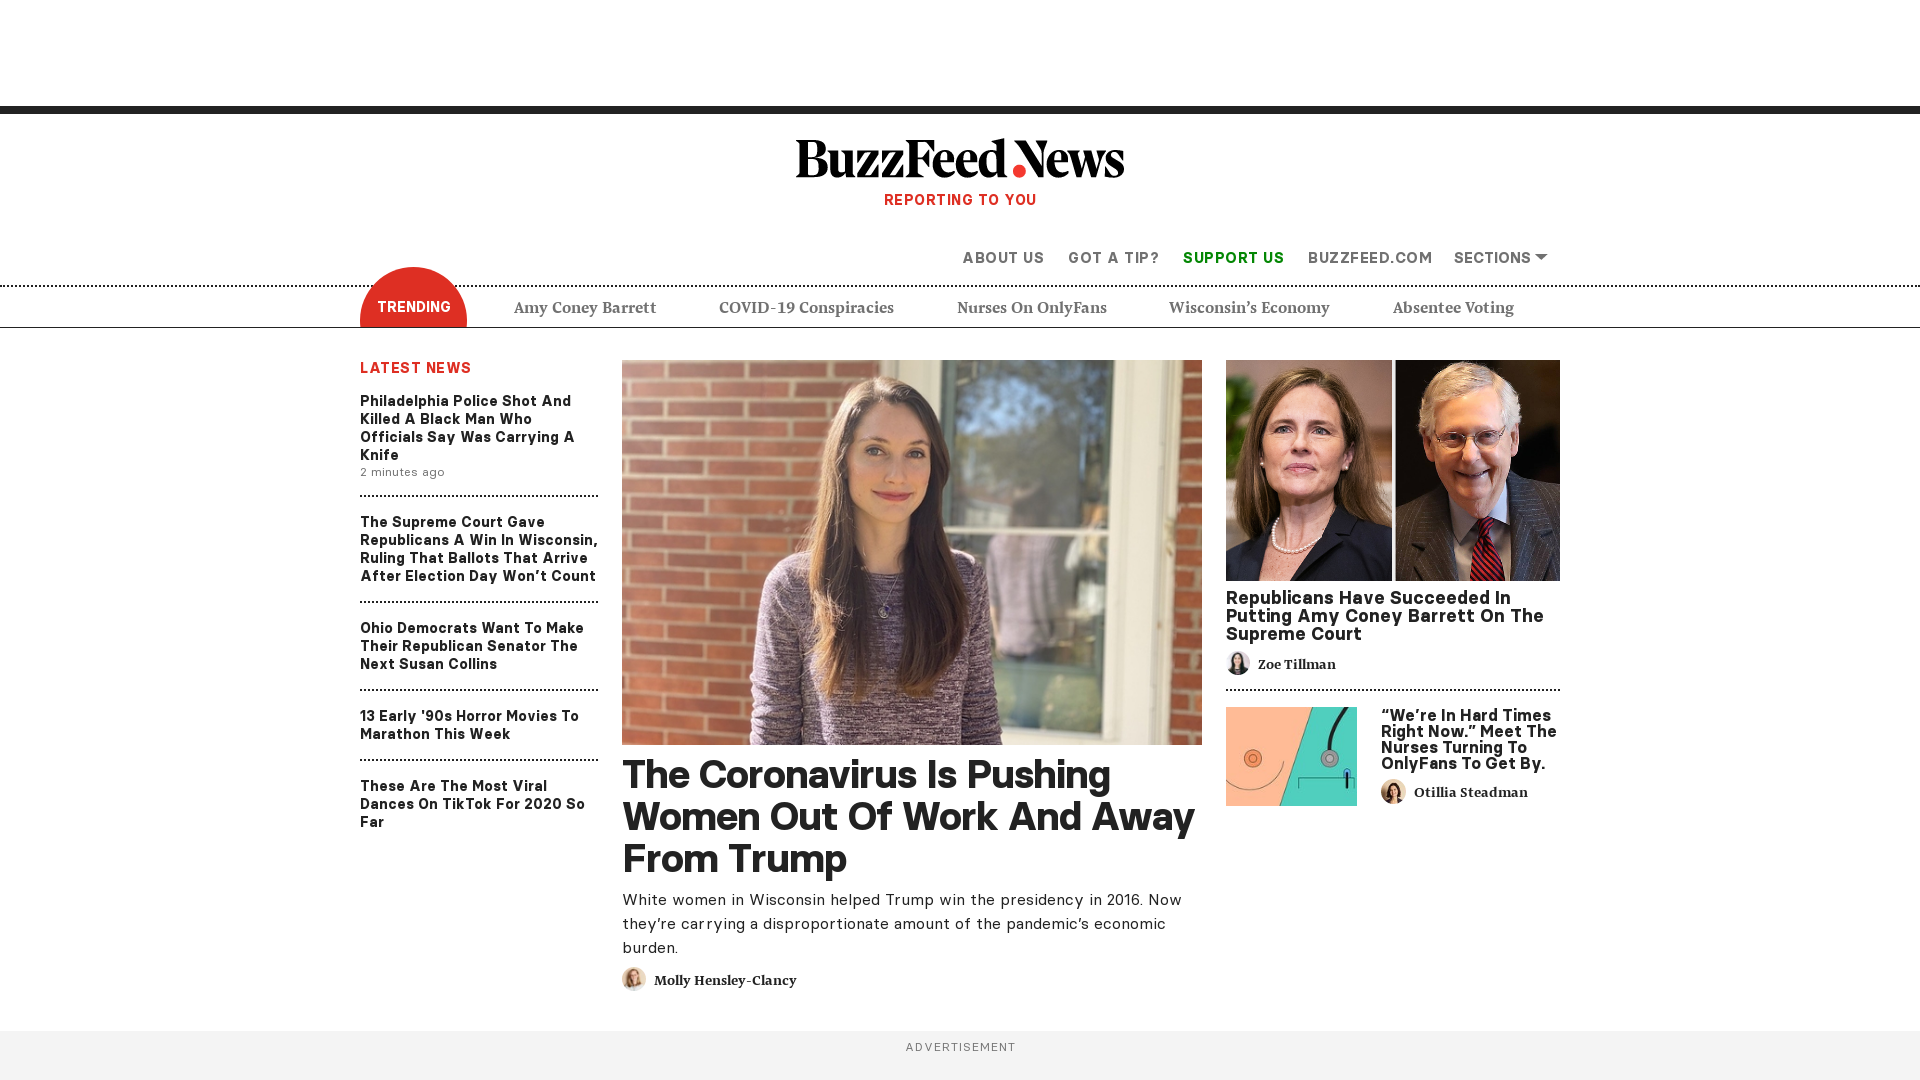 BuzzFeed News
REPORTING TO YOU
ABOUT US
GOT A TIP?
SUPPORT US
BUZZFEED.COM
SECTIONS
TRENDING
Amy Coney Barrett
COVID-19 Conspiracies
Nurses On OnlyFans
Wisconsin’s Economy
Absentee Voting
LATEST NEWS
Philadelphia Police Shot And
Killed A Black Man Who
Officials Say Was Carrying A
Knife
2 minutes ago
The Supreme Court Gave
Republicans A Win In Wisconsin,
Ruling That Ballots That Arrive
After Election Day Won’t Count
Ohio Democrats Want To Make
Their Republican Senator The
Next Susan Collins
13 Early '90s Horror Movies To
Marathon This Week
These Are The Most Viral
Dances On TikTok For 2020 So
Far
The Coronavirus Is Pushing
Women Out Of Work And Away
From Trump
White women in Wisconsin helped Trump win the presidency in 2016. Now
they’re carrying a disproportionate amount of the pandemic’s economic
burden.
Molly Hensley-Clancy
Republicans Have Succeeded In
Putting Amy Coney Barrett On The
Supreme Court
Zoe Tillman
“We’re In Hard Times
Right Now.” Meet The
Nurses Turning To
OnlyFans To Get By.
Otillia Steadman
ADVERTISEMENT